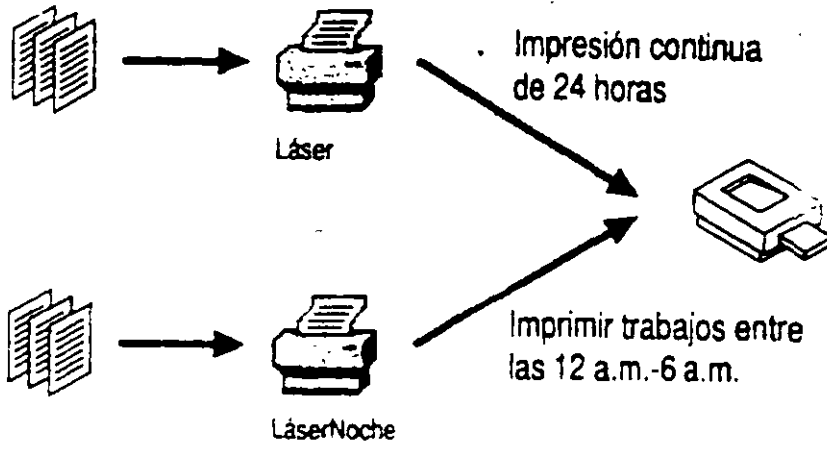 Impresión continua
de 24 horas
Láser
Imprimir trabajos entre
las 12 a.m.-6 a.m.
LáserNoche